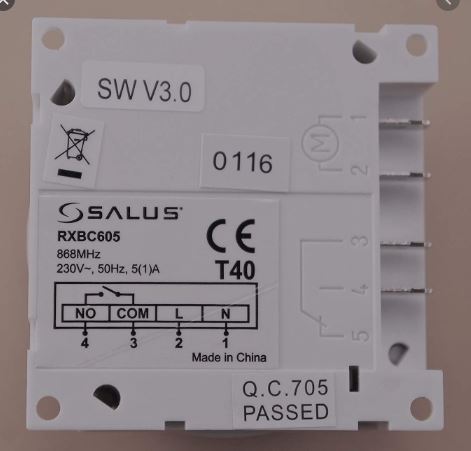 SW V3.0
0116
M
1
2
3
4
5
SALUS
RXBC605
868MHz
230V~, 50Hz, 5(1)A
CE
T40
NO COM L N
4 3 2 1
Made in China
Q.C.705
PASSED